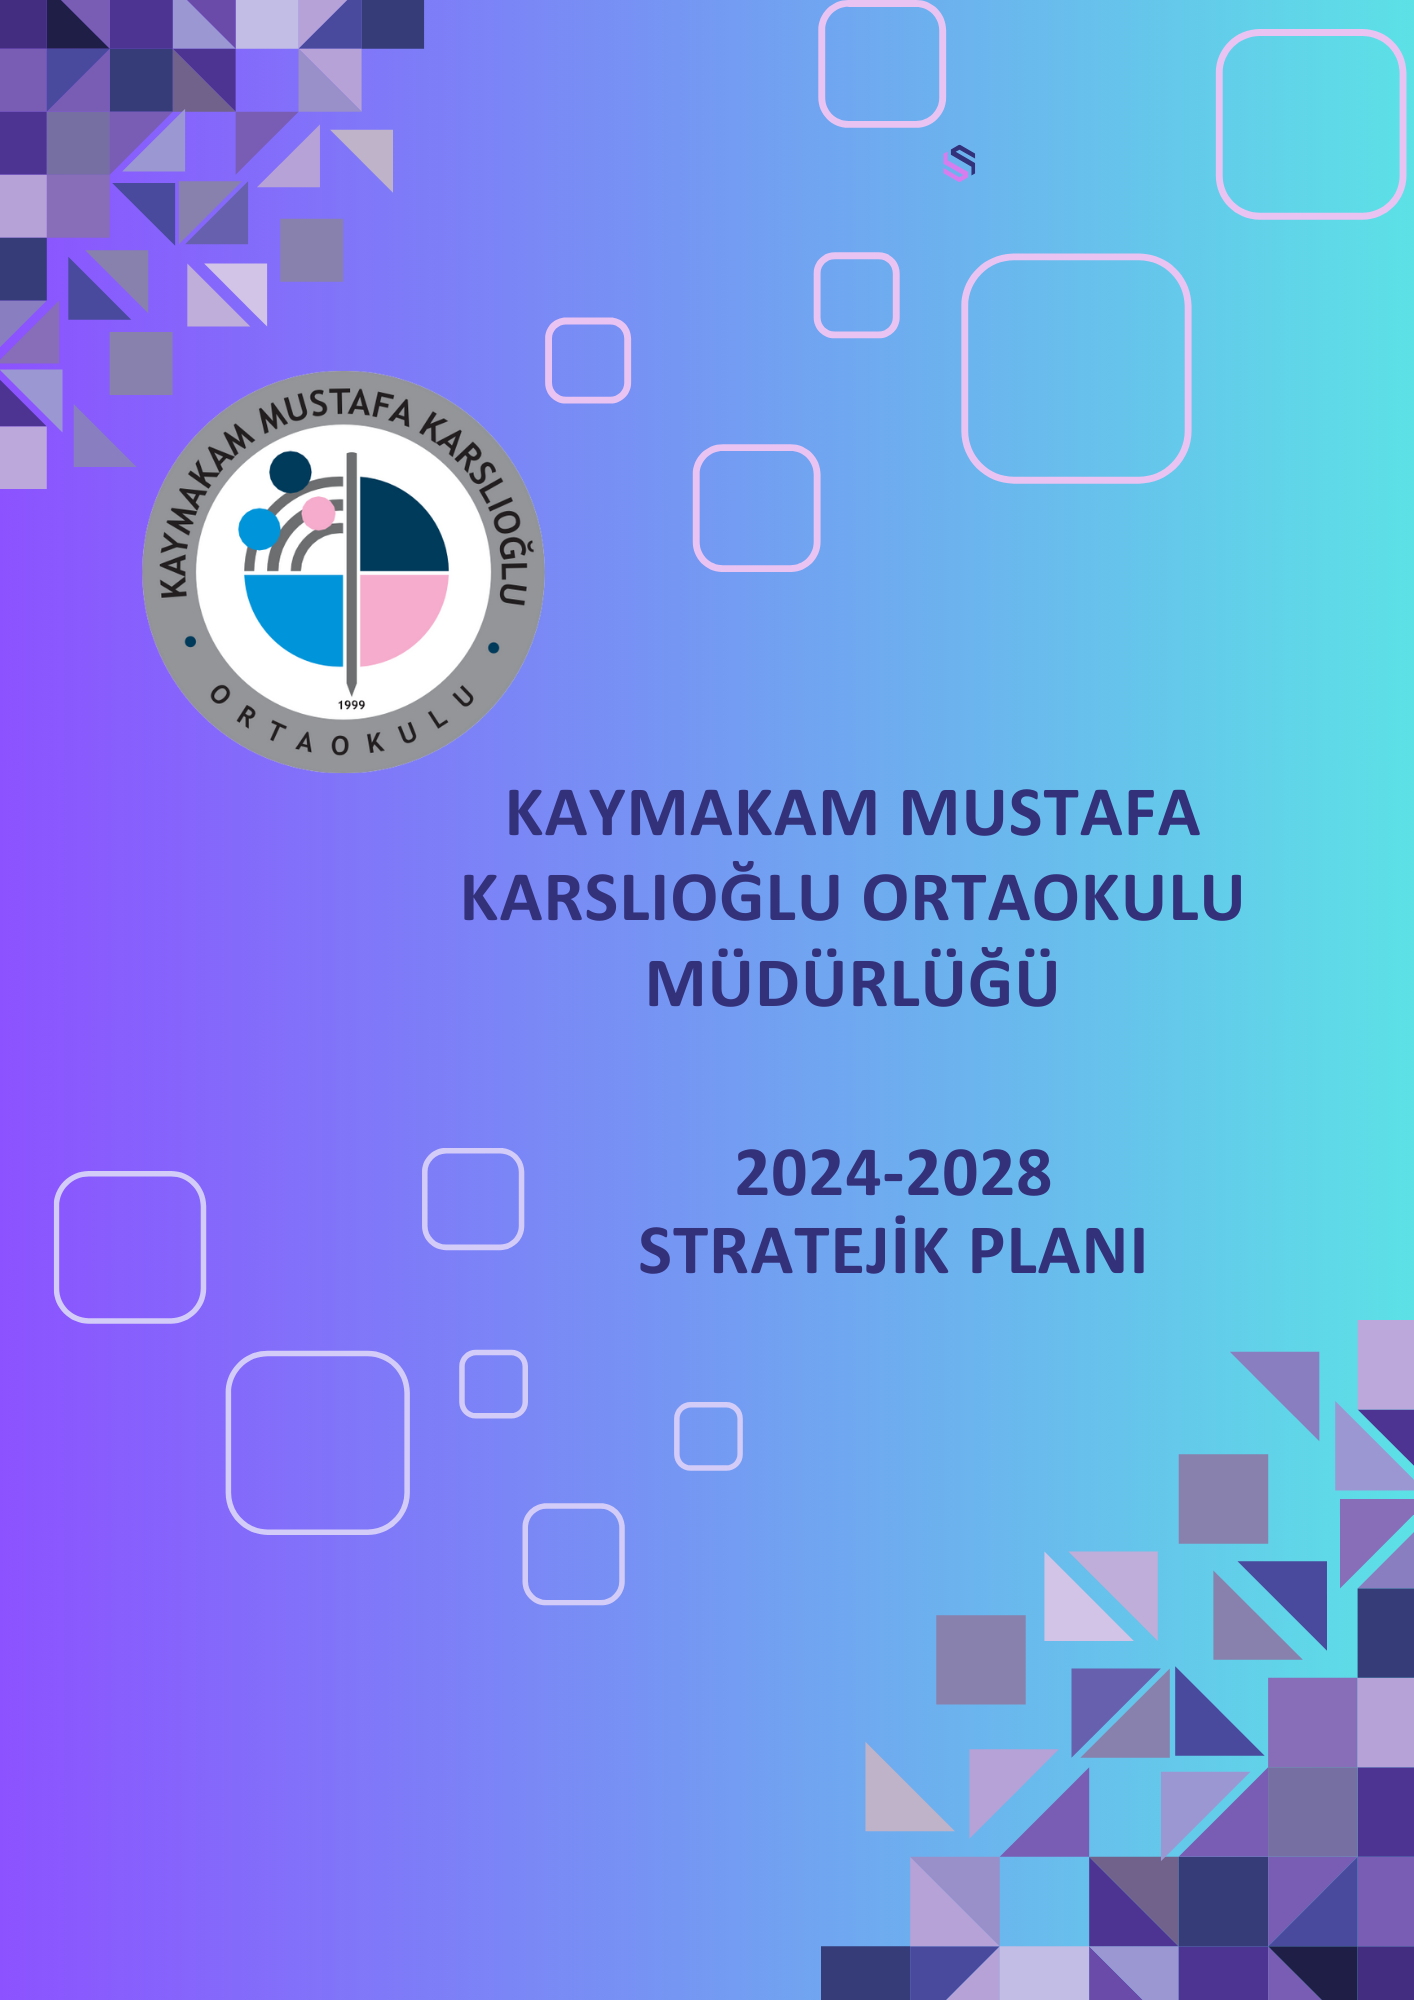 KAYMAKAM MUSTAFA KARSLIOĞLU
1999
ORTAOKULU
KAYMAKAM MUSTAFA
KARSLIOĞLU ORTAOKULU
MÜDÜRLÜĞÜ
2024-2028
STRATEJİK PLANI